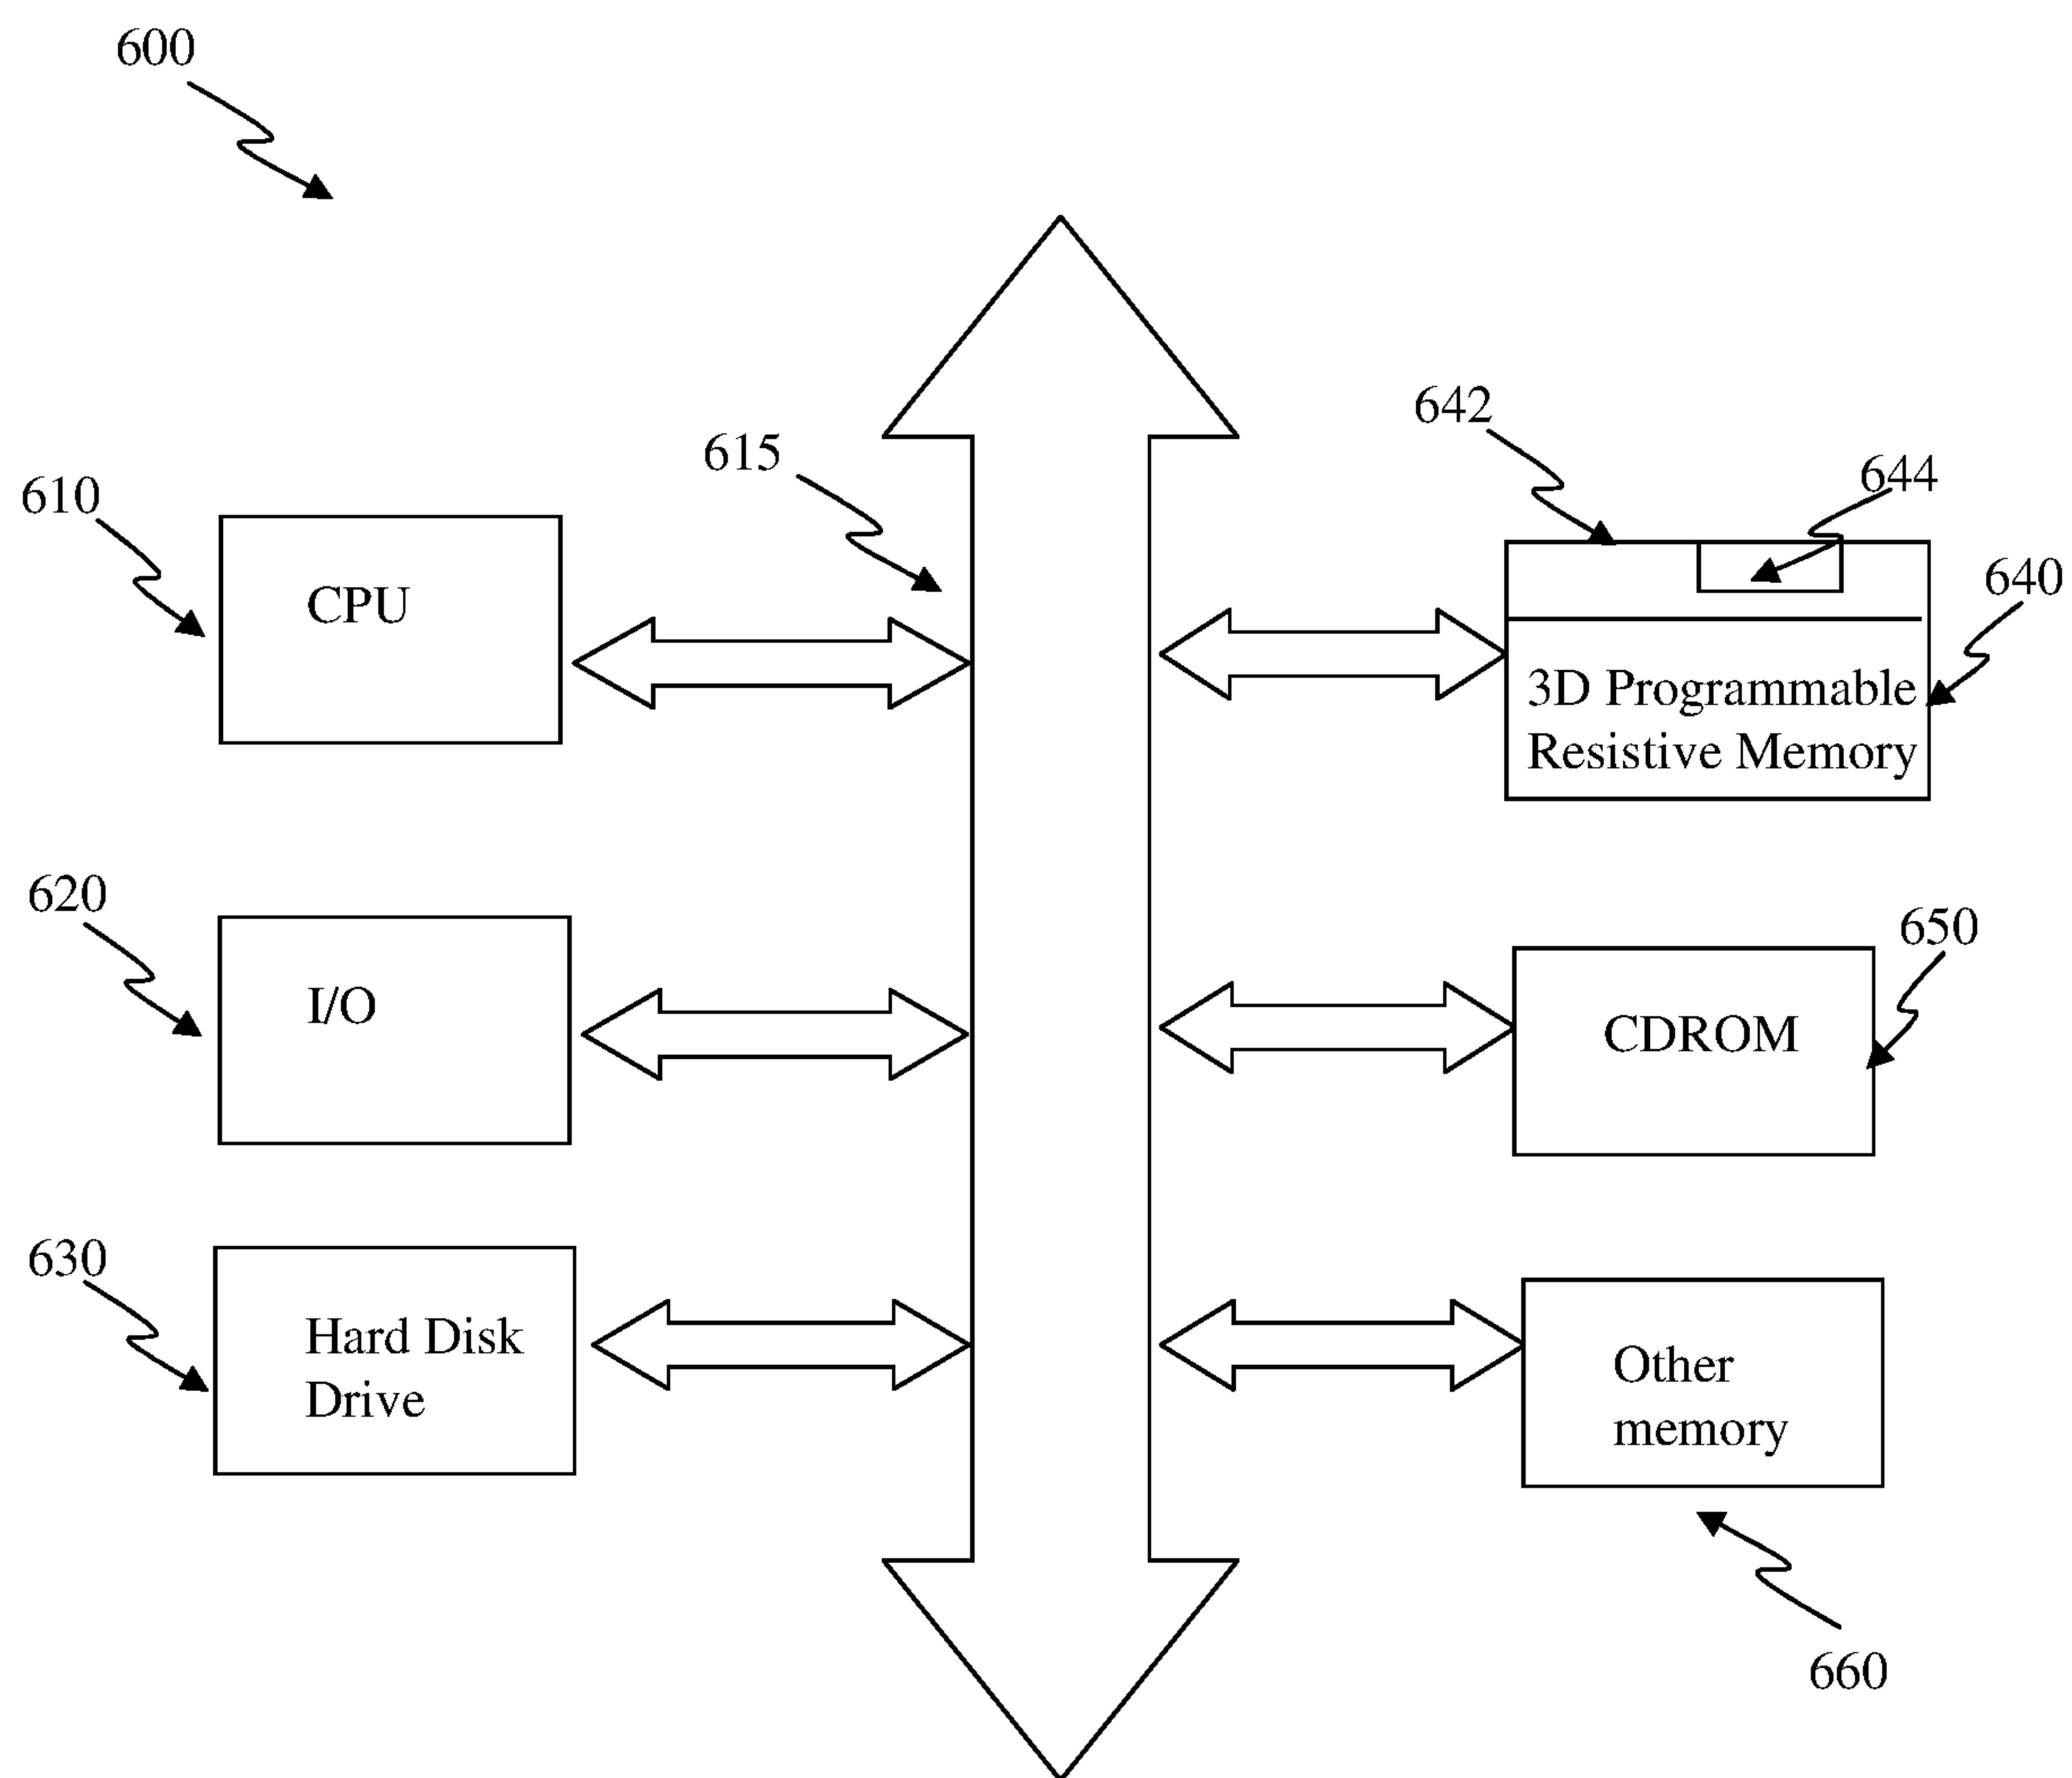 600
642
615
644
610
640
CPU
3D Programmable
Resistive Memory
620
650
I/O
CDROM
630
Hard Disk
Drive
Other
memory
660